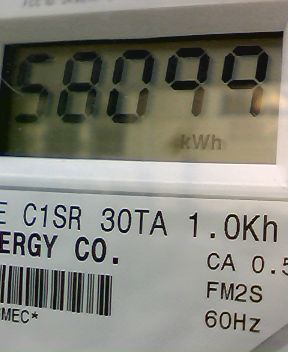 58099
kWh
E C1SR 30TA 1.0Kh
ERGY CO.
CA 0.5
FM2S
MEC*
60Hz